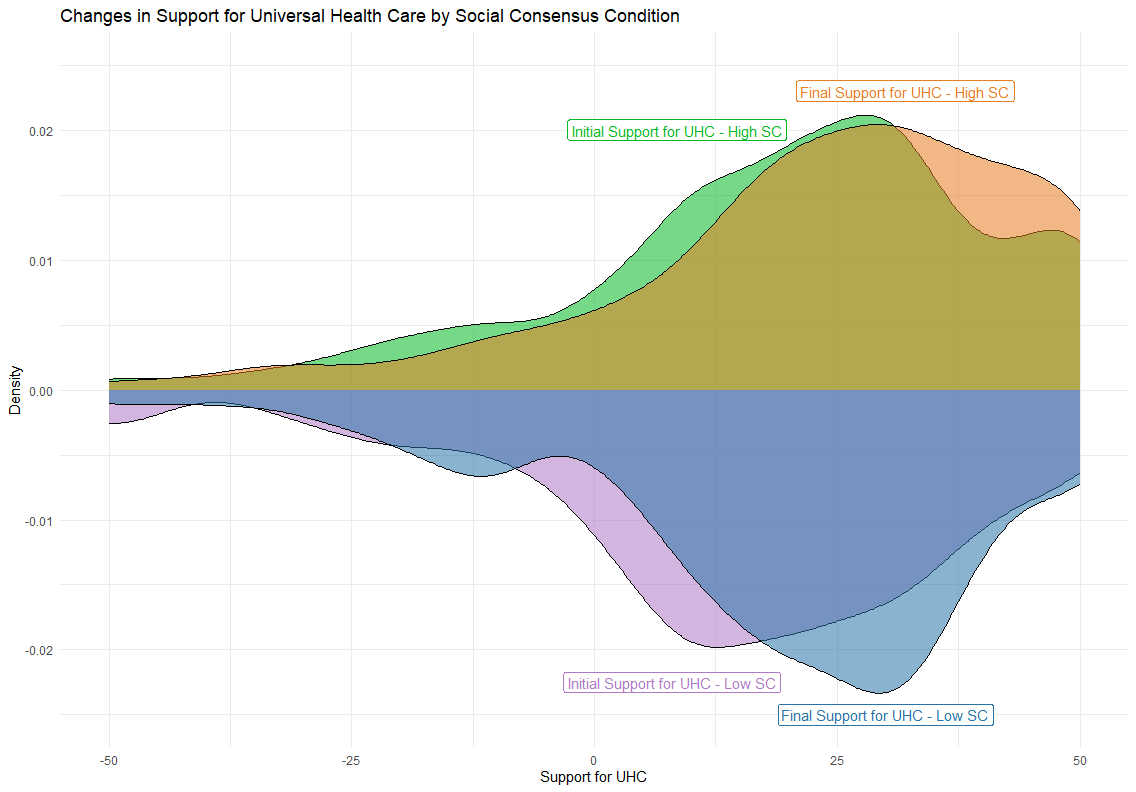 Changes in Support for Universal Health Care by Social Consensus Condition
Final Support for UHC - High SC
Initial Support for UHC - High SC
0.02
0.01
0.00
-0.01
-0.02
Density
Initial Support for UHC - Low SC
Final Support for UHC - Low SC
-50 -25 0 25 50
Support for UHC